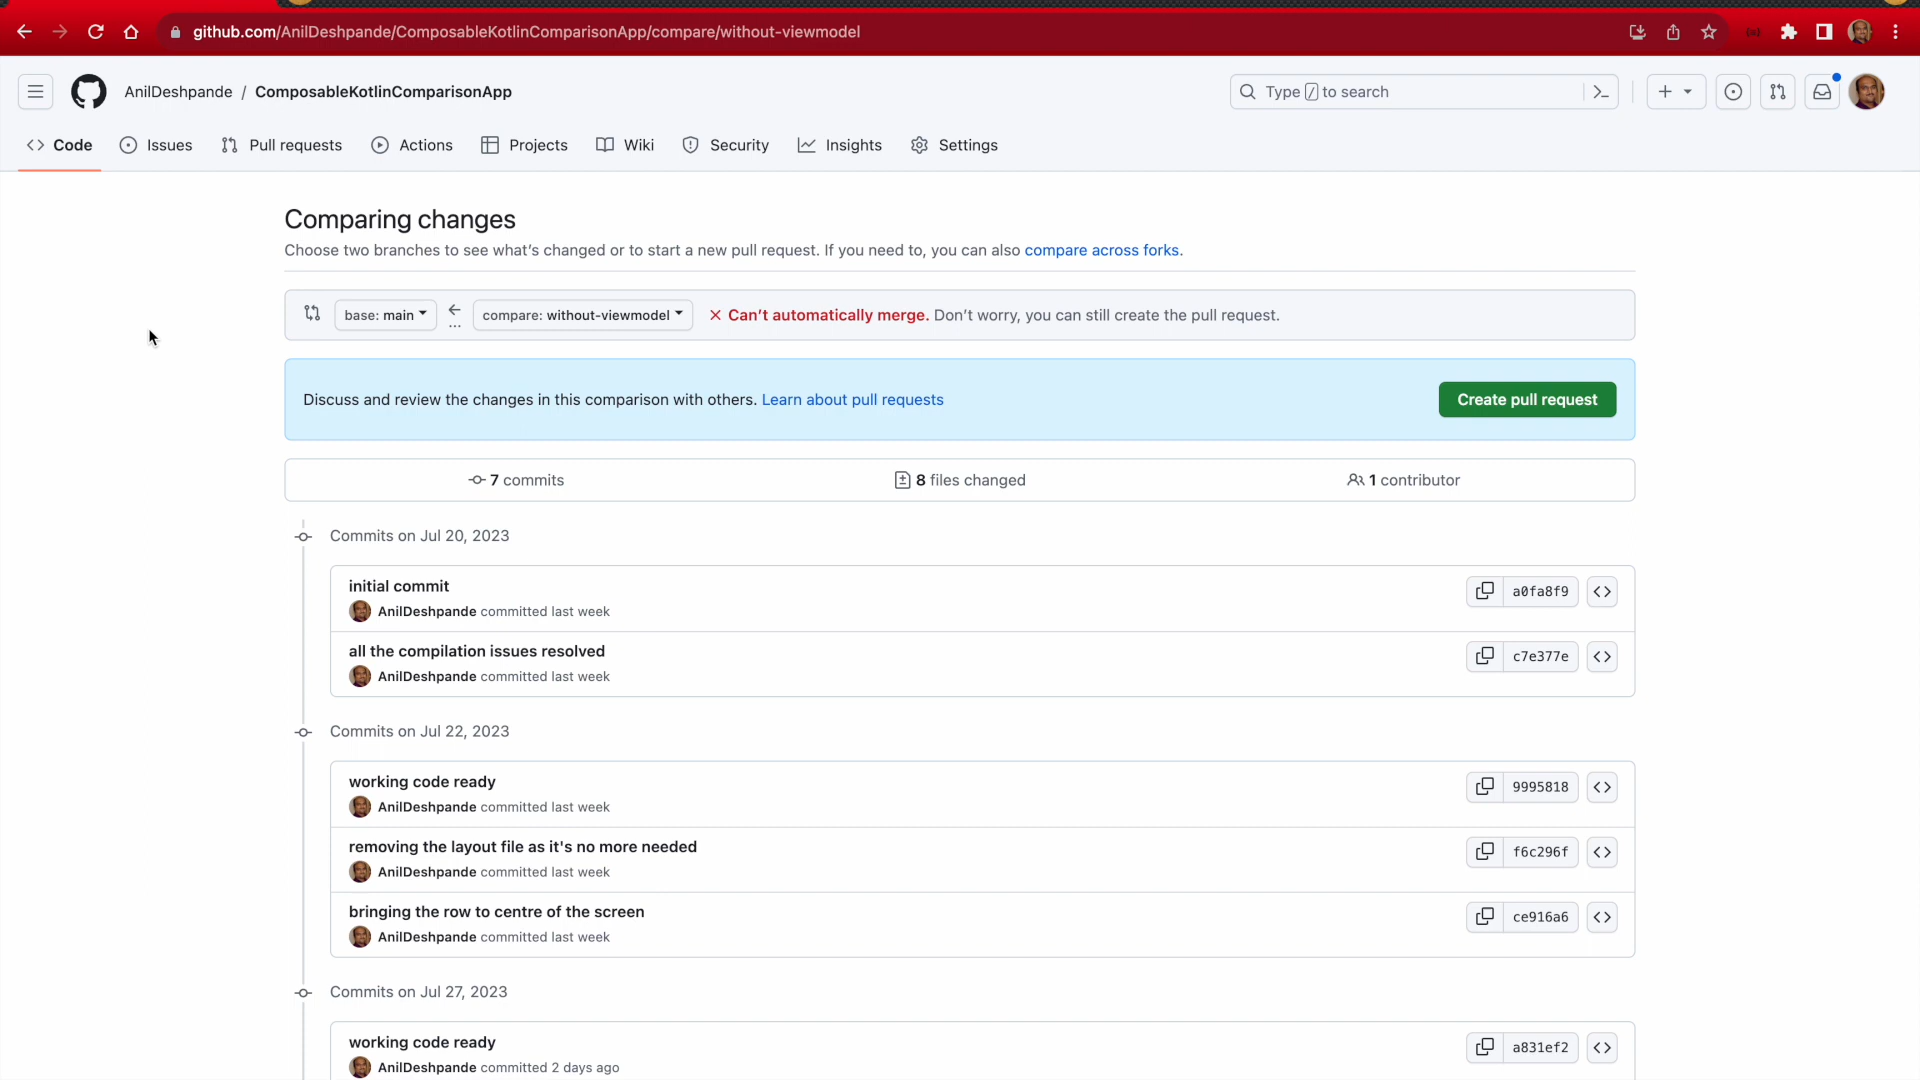 github.com/AnilDeshpande/ComposableKotlinComparisonApp/compare/without-viewmodel
AnilDeshpande / ComposableKotlinComparisonApp
Type / to search
Code Issues Pull requests Actions Projects Wiki Security Insights Settings
Comparing changes
Choose two branches to see what's changed or to start a new pull request. If you need to, you can also compare across forks.
base: main ... compare: without-viewmodel Can't automatically merge. Don't worry, you can still create the pull request.
Discuss and review the changes in this comparison with others. Learn about pull requests
Create pull request
7 commits 8 files changed 1 contributor
Commits on Jul 20, 2023
initial commit
a0fa8f9
AnilDeshpande committed last week
all the compilation issues resolved
c7e377e
AnilDeshpande committed last week
Commits on Jul 22, 2023
working code ready
9995818
AnilDeshpande committed last week
removing the layout file as it's no more needed
f6c296f
AnilDeshpande committed last week
bringing the row to centre of the screen
ce916a6
AnilDeshpande committed last week
Commits on Jul 27, 2023
working code ready
a831ef2
AnilDeshpande committed 2 days ago